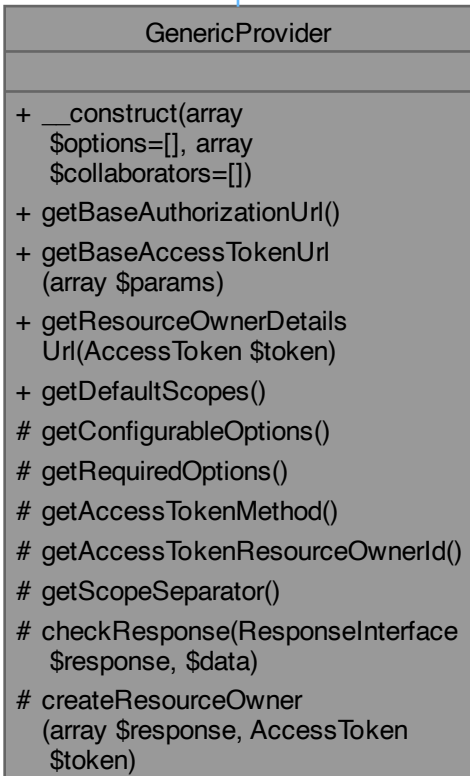 GenericProvider
+ __construct(array
$options=[], array
$collaborators=[])
+ getBaseAuthorizationUrl()
+ getBaseAccessTokenUrl
(array $params)
+ getResourceOwnerDetails
Url(AccessToken $token)
+ getDefaultScopes()
# getConfigurableOptions()
# getRequiredOptions()
# getAccessTokenMethod()
# getAccessTokenResourceOwnerId()
# getScopeSeparator()
# checkResponse(ResponseInterface
$response, $data)
# createResourceOwner
(array $response, AccessToken
$token)